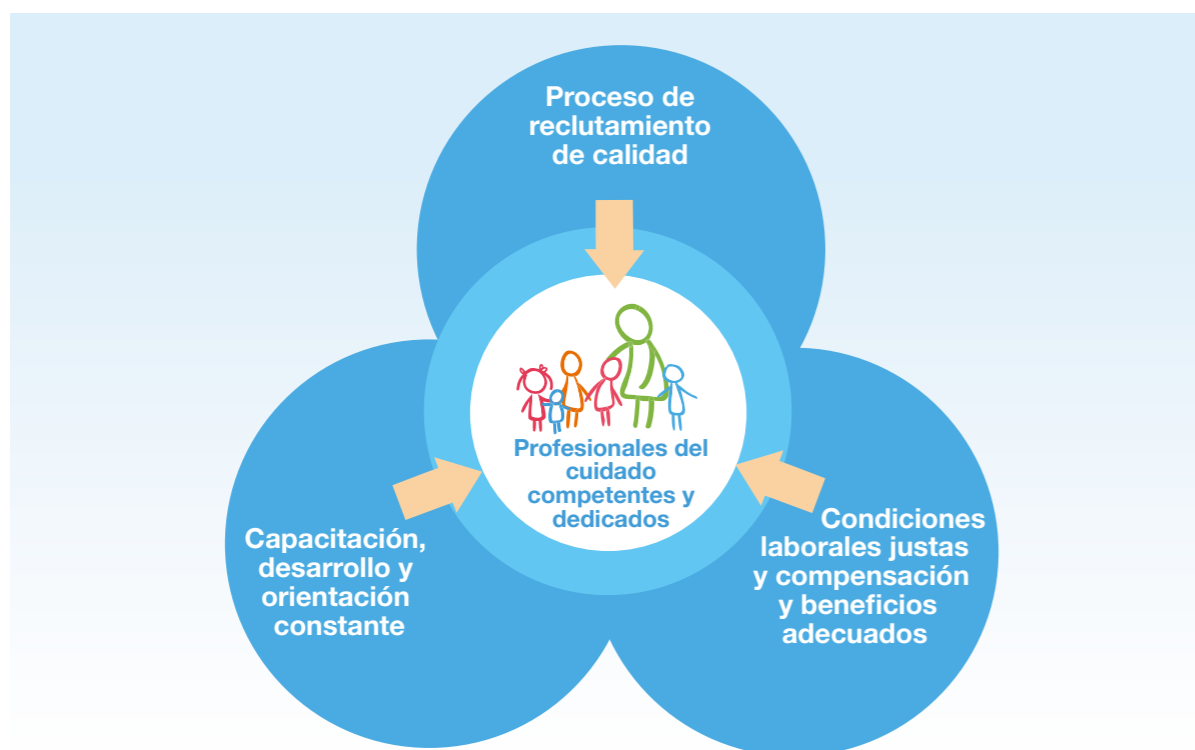 Proceso de
reclutamiento
de calidad
Profesionales del
cuidado
competentes y
dedicados
Capacitación,
desarrollo y
orientación
constante
Condiciones
laborales justas
y compensación
y beneficios
adecuados